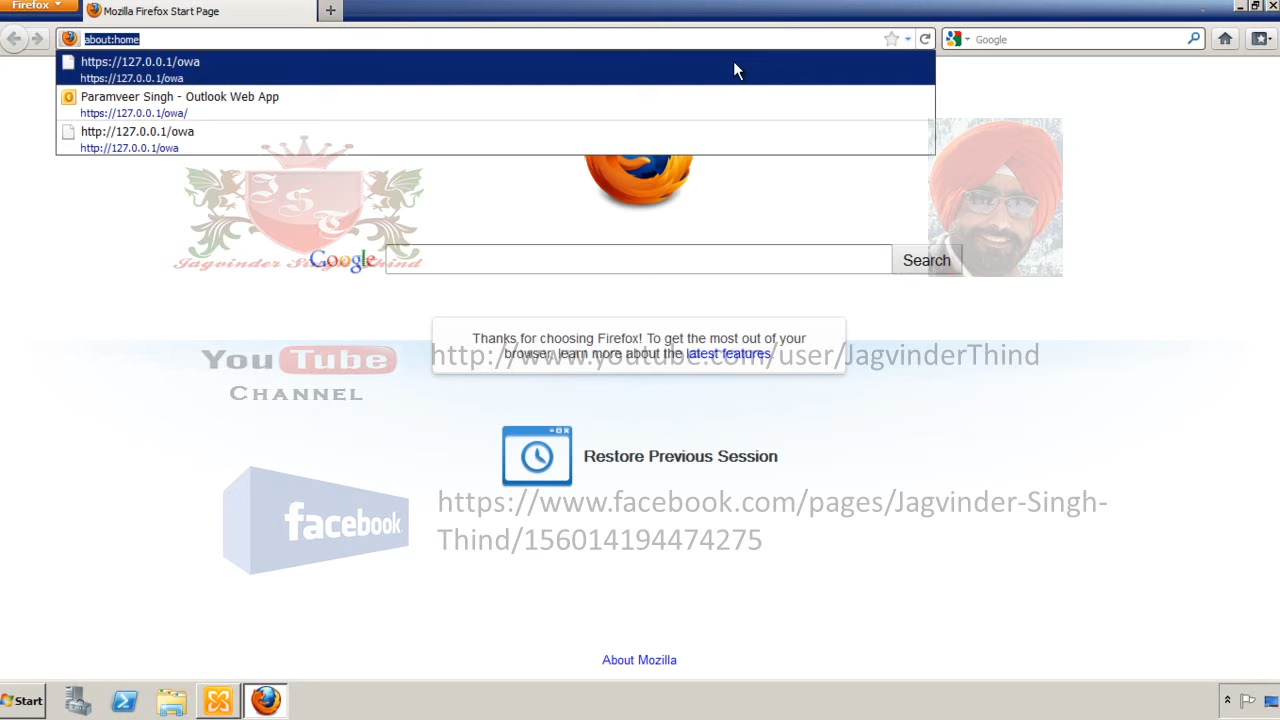 Firefox
Mozilla Firefox Start Page
about:home
Google
https://127.0.0.1/owa
https://127.0.0.1/owa
Paramveer Singh - Outlook Web App
https://127.0.0.1/owa/
http://127.0.0.1/owa
http://127.0.0.1/owa
JST
Jagvinder Singh Thind
Google
Search
Thanks for choosing Firefox! To get the most out of your
browser, learn more about the latest features.
YouTube
CHANNEL
http://www.youtube.com/user/JagvinderThind
Restore Previous Session
facebook
https://www.facebook.com/pages/Jagvinder-Singh-
Thind/156014194474275
About Mozilla
Start